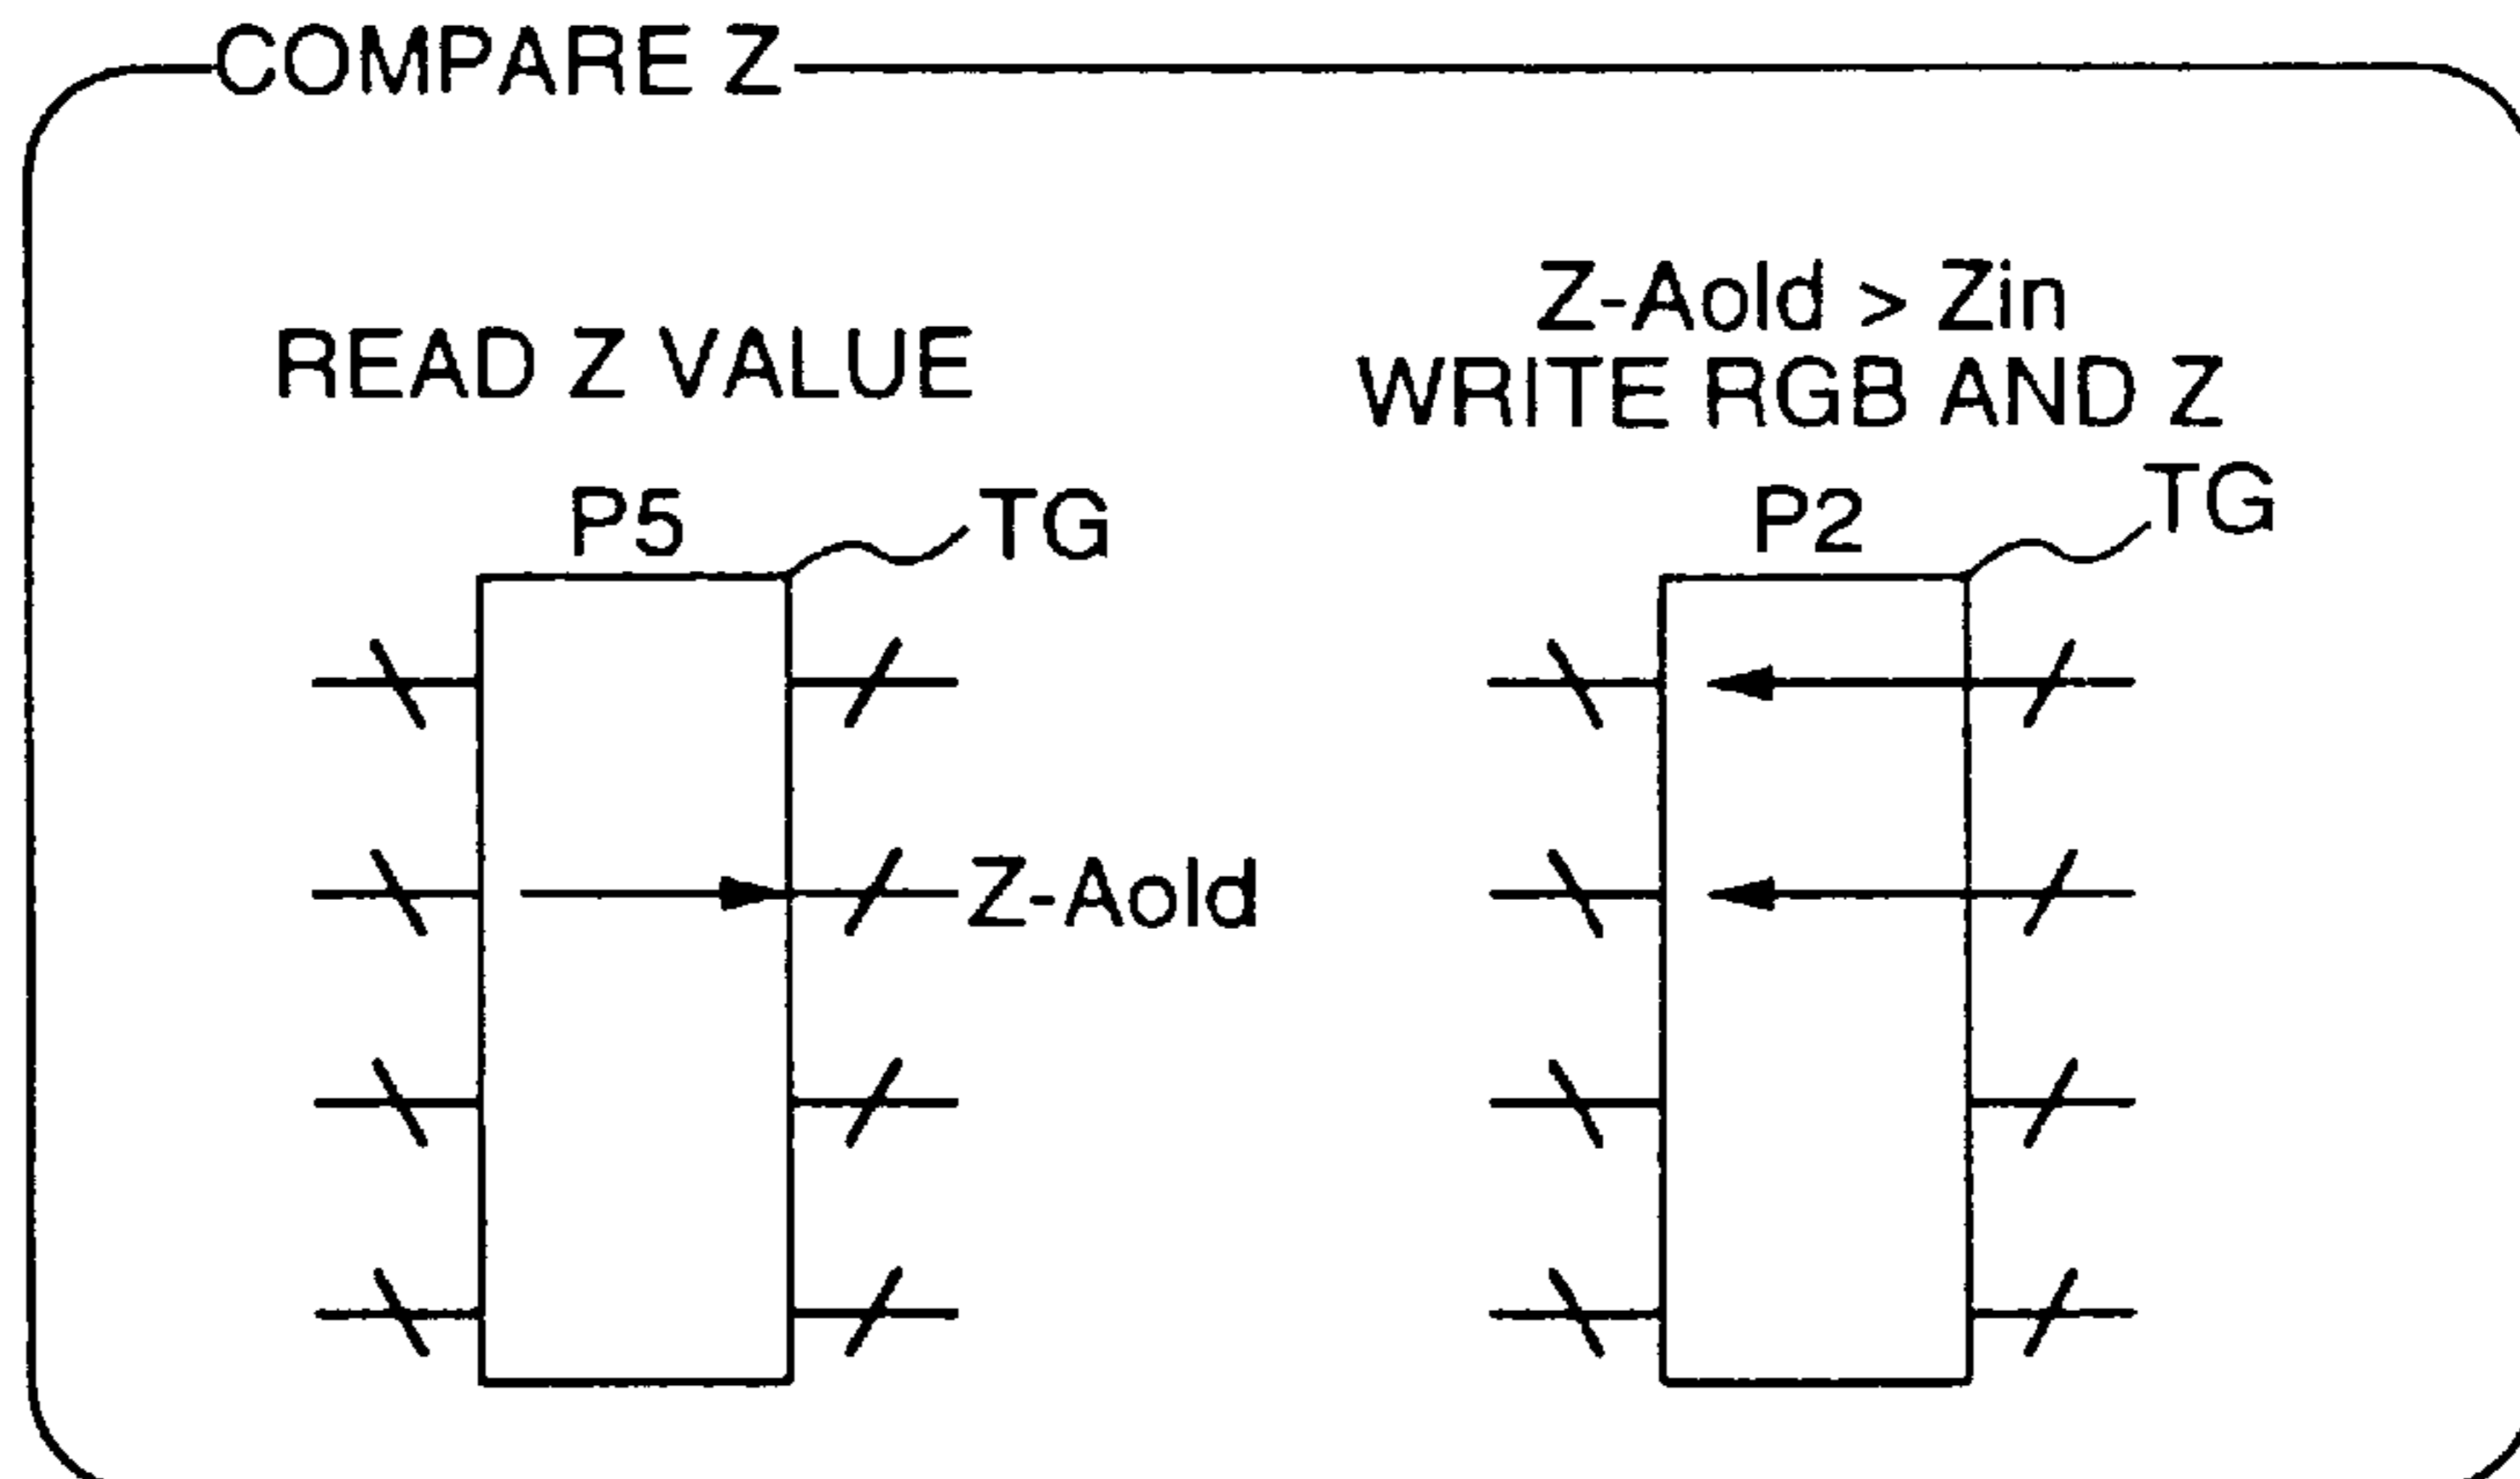 COMPARE Z
READ Z VALUE
P5
TG
Z-Aold
Z-Aold > Zin
WRITE RGB AND Z
P2
TG